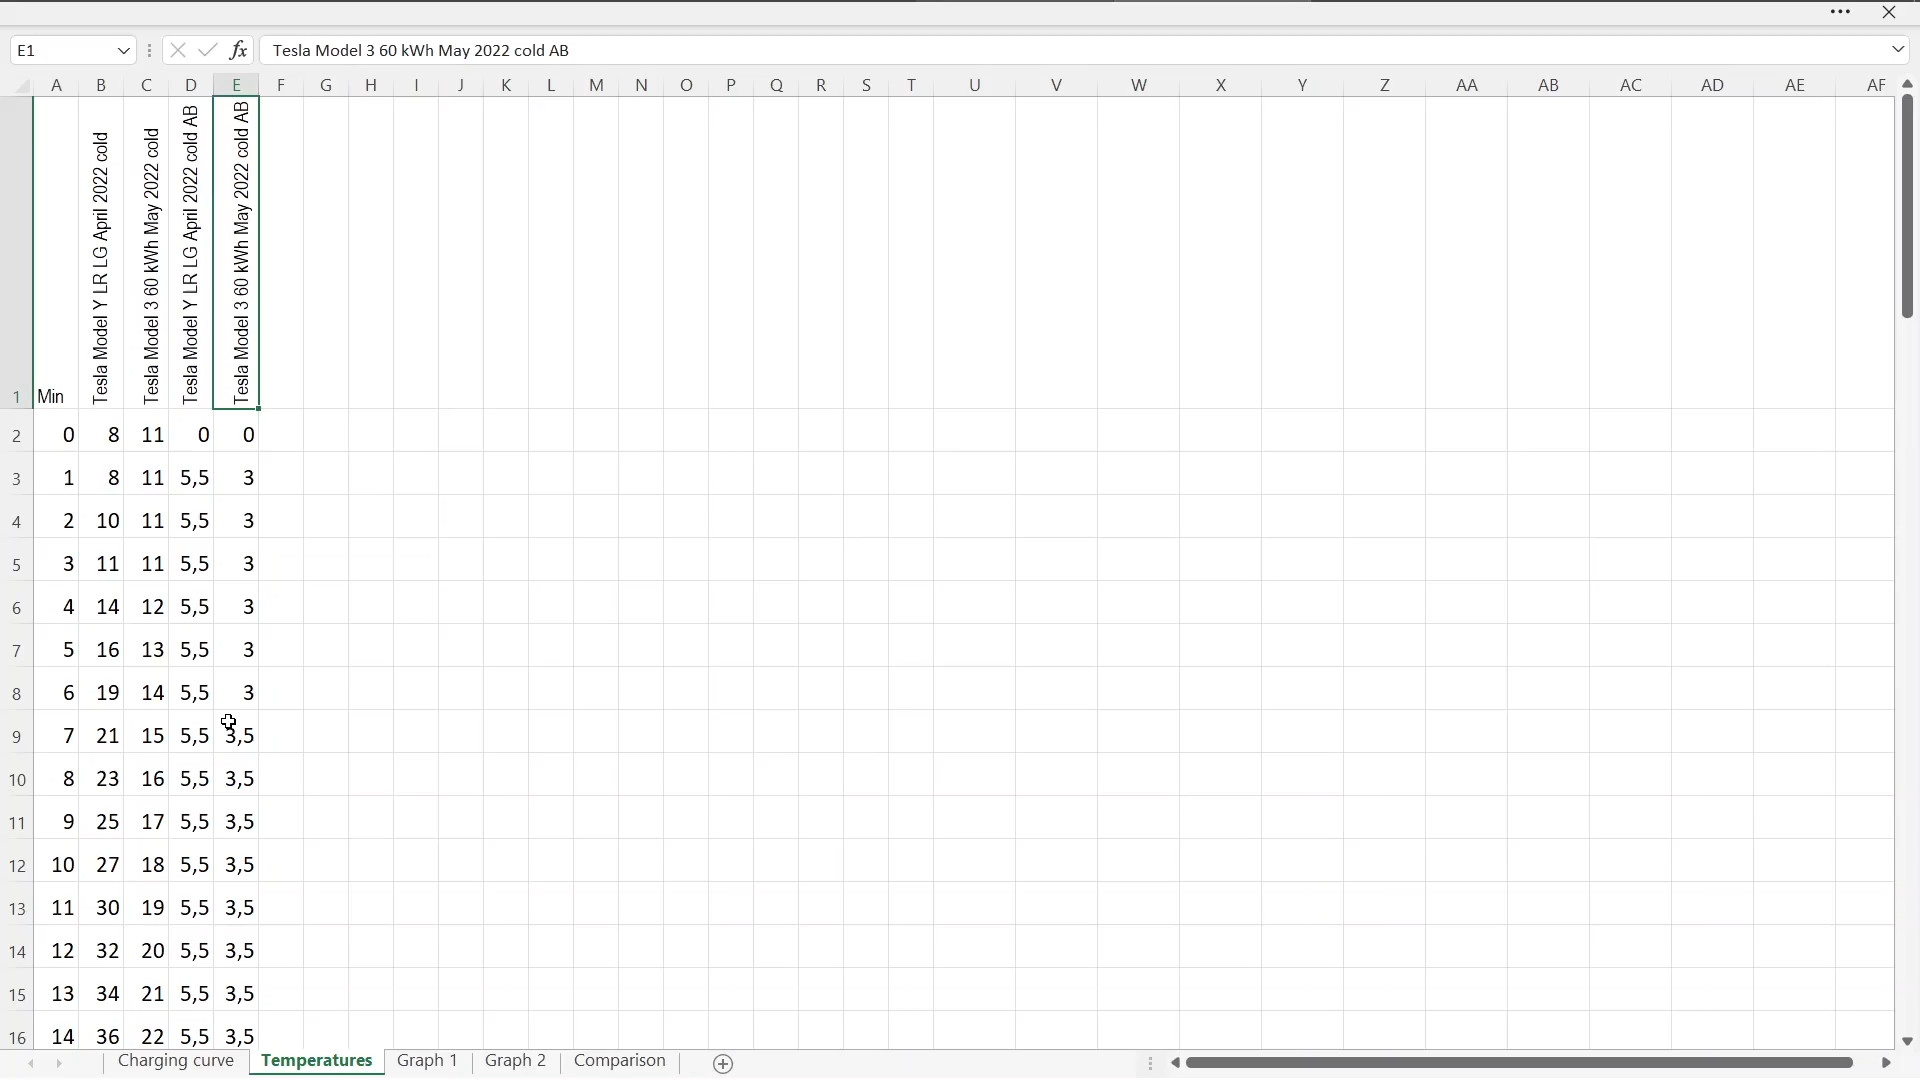 E1
fx
Tesla Model 3 60 kWh May 2022 cold AB
A B C D E F G H I J K L M N O P Q R S T U V W X Y Z AA AB AC AD AE AF
1 Min Tesla Model Y LR LG April 2022 cold Tesla Model 3 60 kWh May 2022 cold Tesla Model Y LR LG April 2022 cold AB Tesla Model 3 60 kWh May 2022 cold AB
2 0 8 11 0 0
3 1 8 11 5,5 3
4 2 10 11 5,5 3
5 3 11 11 5,5 3
6 4 14 12 5,5 3
7 5 16 13 5,5 3
8 6 19 14 5,5 3
9 7 21 15 5,5 3,5
10 8 23 16 5,5 3,5
11 9 25 17 5,5 3,5
12 10 27 18 5,5 3,5
13 11 30 19 5,5 3,5
14 12 32 20 5,5 3,5
15 13 34 21 5,5 3,5
16 14 36 22 5,5 3,5
Charging curve Temperatures Graph 1 Graph 2 Comparison